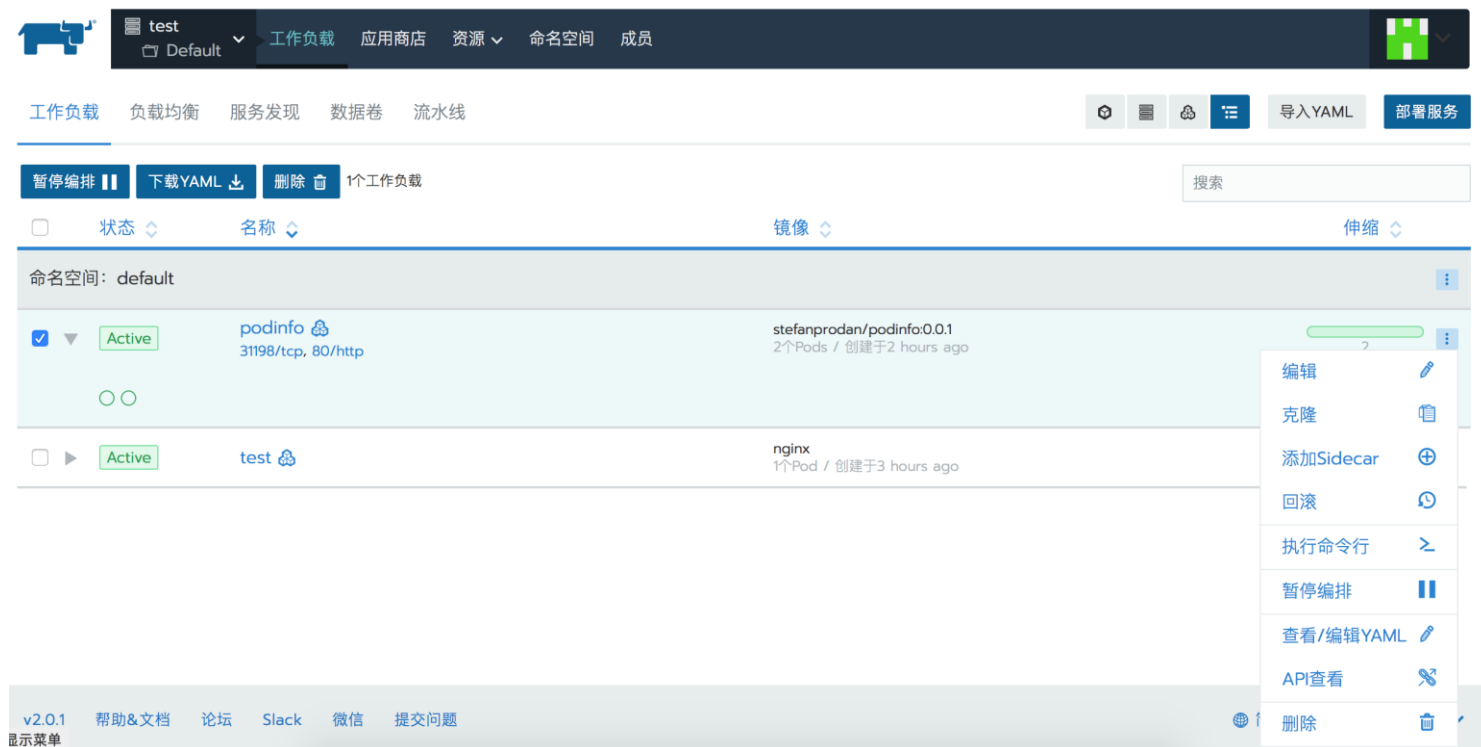 test
Default
工作负载 应用商店 资源 命名空间 成员
工作负载 负载均衡 服务发现 数据卷 流水线 导入YAML 部署服务
暂停编排 下载YAML 删除 1个工作负载 搜索
状态 名称 镜像 伸缩
命名空间：default
Active podinfo stefanprodan/podinfo:0.0.1
31198/tcp, 80/http 2个Pods / 创建于2 hours ago 2
编辑
克隆
Active test nginx
1个Pod / 创建于3 hours ago
添加Sidecar
回滚
执行命令行
暂停编排
查看/编辑YAML
API查看
v2.0.1 帮助&文档 论坛 Slack 微信 提交问题
删除
显示菜单